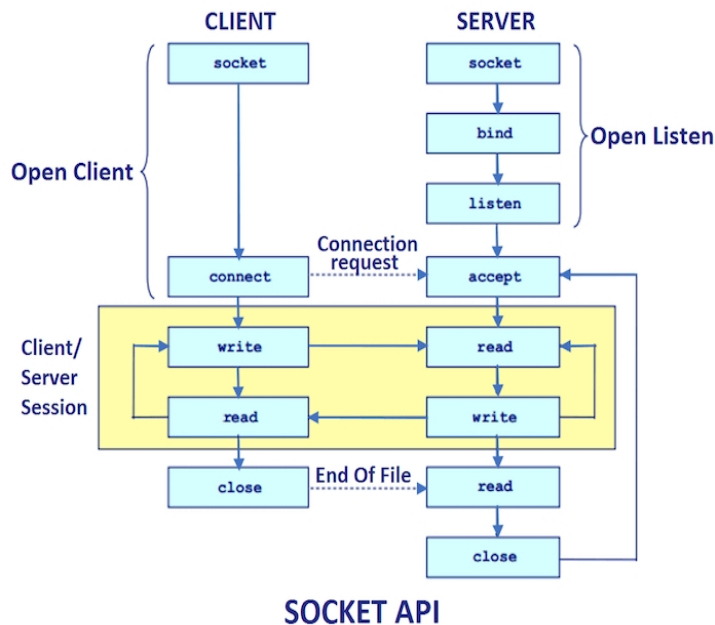 CLIENT
SERVER
socket
socket
bind
Open Listen
Open Client
listen
Connection
request
connect
accept
Client/
Server
Session
write
read
read
write
close
End Of File
read
close
SOCKET API